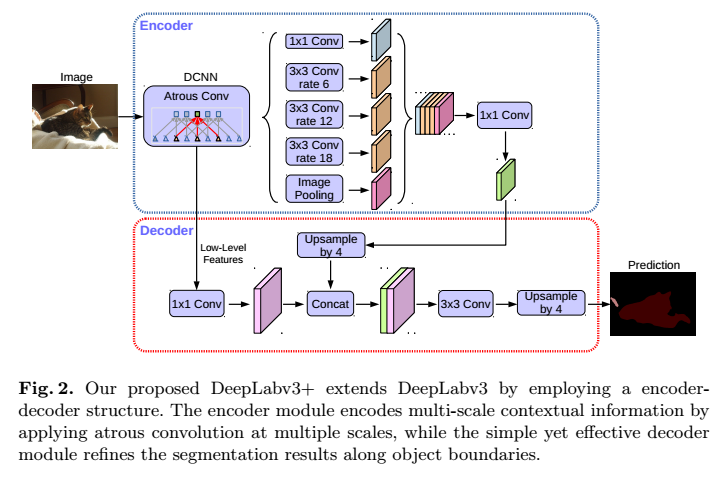 Encoder
Image
DCNN
Atrous Conv
1x1 Conv
3x3 Conv
rate 6
3x3 Conv
rate 12
3x3 Conv
rate 18
Image
Pooling
1x1 Conv
Decoder
Low-Level
Features
Upsample
by 4
1x1 Conv
Concat
3x3 Conv
Upsample
by 4
Prediction
Fig. 2. Our proposed DeepLabv3+ extends DeepLabv3 by employing a encoder-
decoder structure. The encoder module encodes multi-scale contextual information by
applying atrous convolution at multiple scales, while the simple yet effective decoder
module refines the segmentation results along object boundaries.